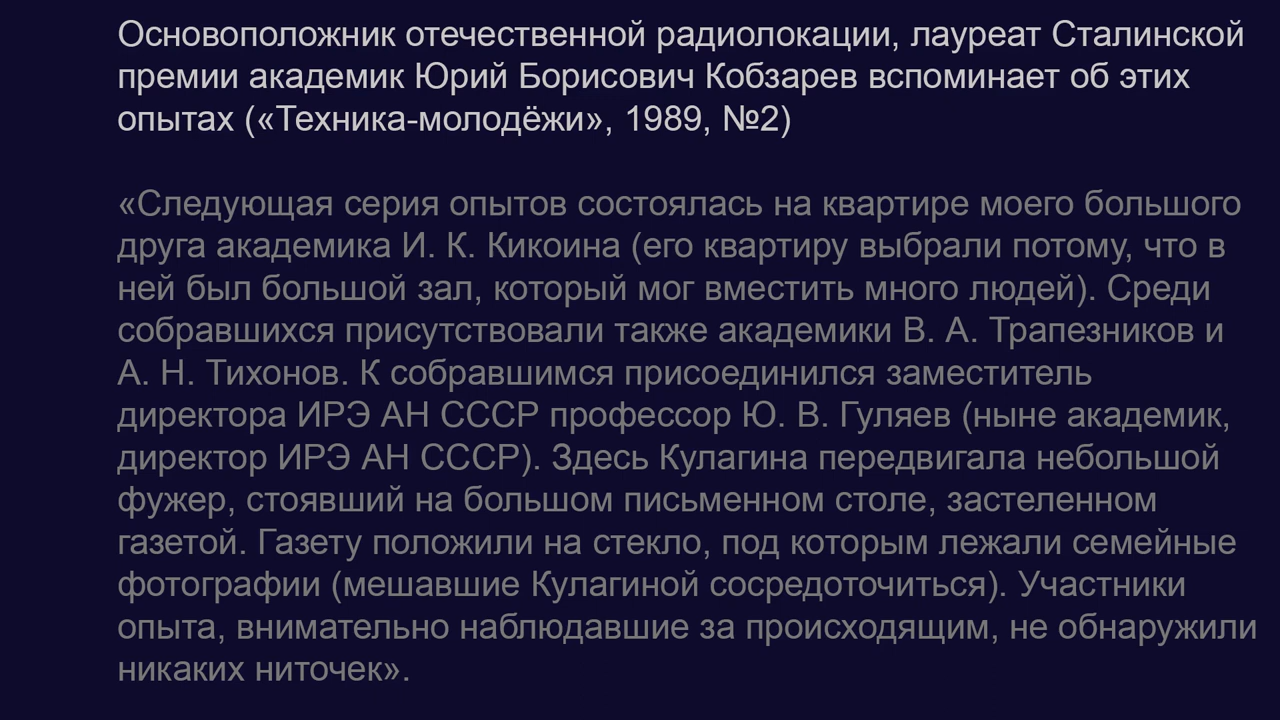 Основоположник отечественной радиолокации, лауреат Сталинской
премии академик Юрий Борисович Кобзарев вспоминает об этих
опытах («Техника-молодёжи», 1989, №2)
«Следующая серия опытов состоялась на квартире моего большого
друга академика И. К. Кикоина (его квартиру выбрали потому, что в
ней был большой зал, который мог вместить много людей). Среди
собравшихся присутствовали также академики В. А. Трапезников и
А. Н. Тихонов. К собравшимся присоединился заместитель
директора ИРЭ АН СССР профессор Ю. В. Гуляев (ныне академик,
директор ИРЭ АН СССР). Здесь Кулагина передвигала небольшой
фужер, стоявший на большом письменном столе, застеленном
газетой. Газету положили на стекло, под которым лежали семейные
фотографии (мешавшие Кулагиной сосредоточиться). Участники
опыта, внимательно наблюдавшие за происходящим, не обнаружили
никаких ниточек».